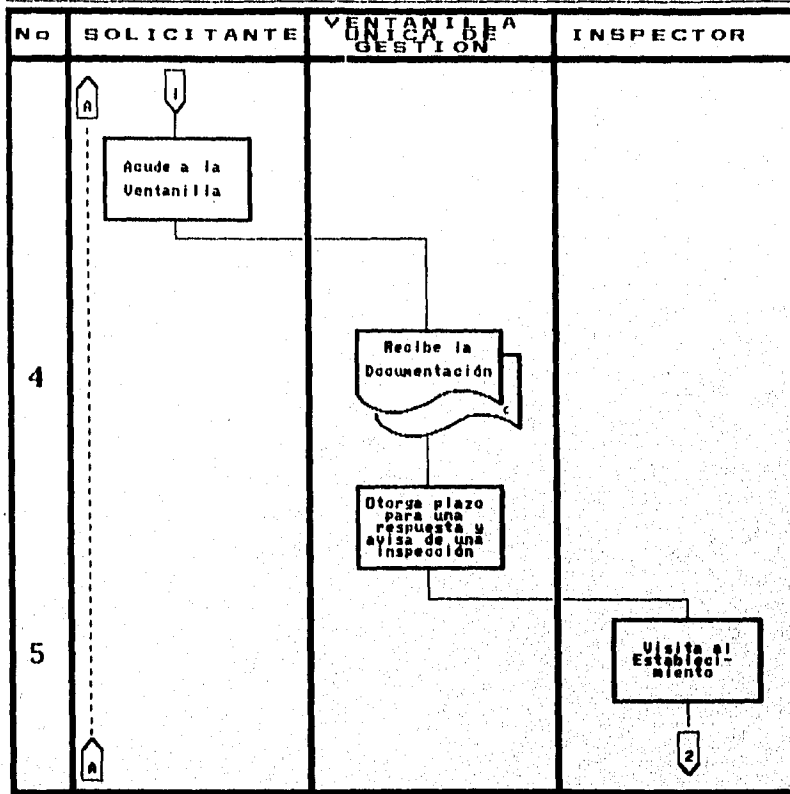 No
SOLICITANTE
VENTANILLA
UNICA DE
GESTION
INSPECTOR
A
1
Acude a la
Ventanilla
4
Recibe la
Documentación
c
Otorga plazo
para una
respuesta y
avisa de una
inspección
5
Visita al
Estableci-
miento
A
2